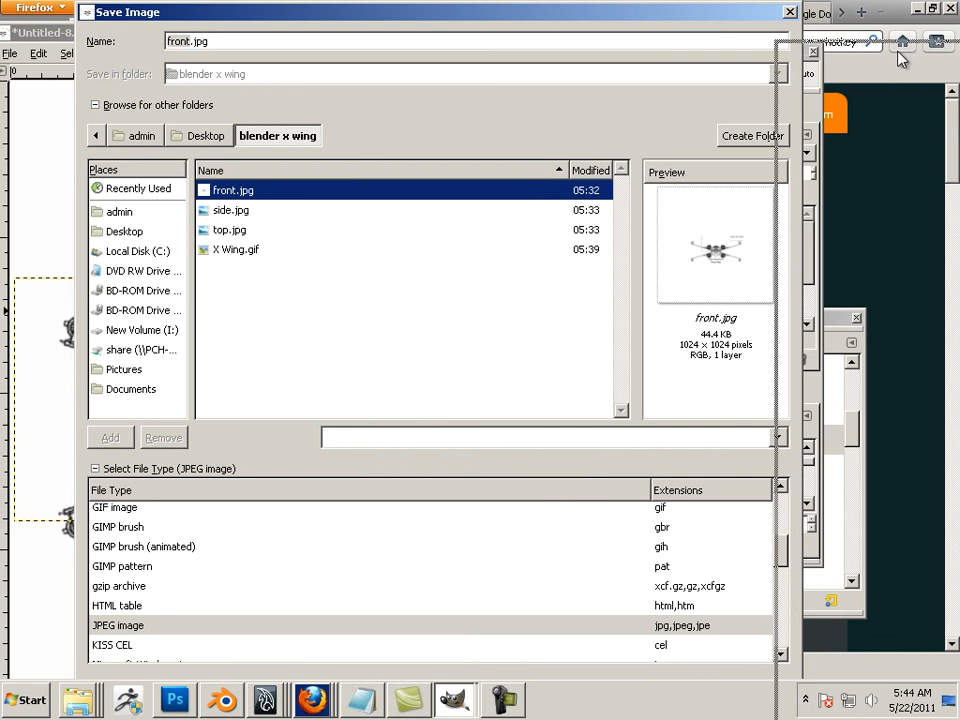 Firefox
Save Image
gle Do
*Untitled-8.
Name:
front.jpg
File Edit Sel
Save in folder:
blender x wing
Browse for other folders
admin
Desktop
blender x wing
Create Folder
Places
Name
Modified
Preview
Recently Used
front.jpg
05:32
admin
side.jpg
05:33
Desktop
top.jpg
05:33
Local Disk (C:)
X Wing.gif
05:39
DVD RW Drive ...
BD-ROM Drive ...
BD-ROM Drive ...
New Volume (I:)
share (\\PCH-...
Pictures
Documents
front.jpg
44.4 KB
1024 × 1024 pixels
RGB, 1 layer
Add
Remove
Select File Type (JPEG image)
File Type
Extensions
GIF image
gif
GIMP brush
gbr
GIMP brush (animated)
gih
GIMP pattern
pat
gzip archive
xcf.gz,gz,xcfgz
HTML table
html,htm
JPEG image
jpg,jpeg,jpe
KISS CEL
cel
Start
Ps
5:44 AM
5/22/2011